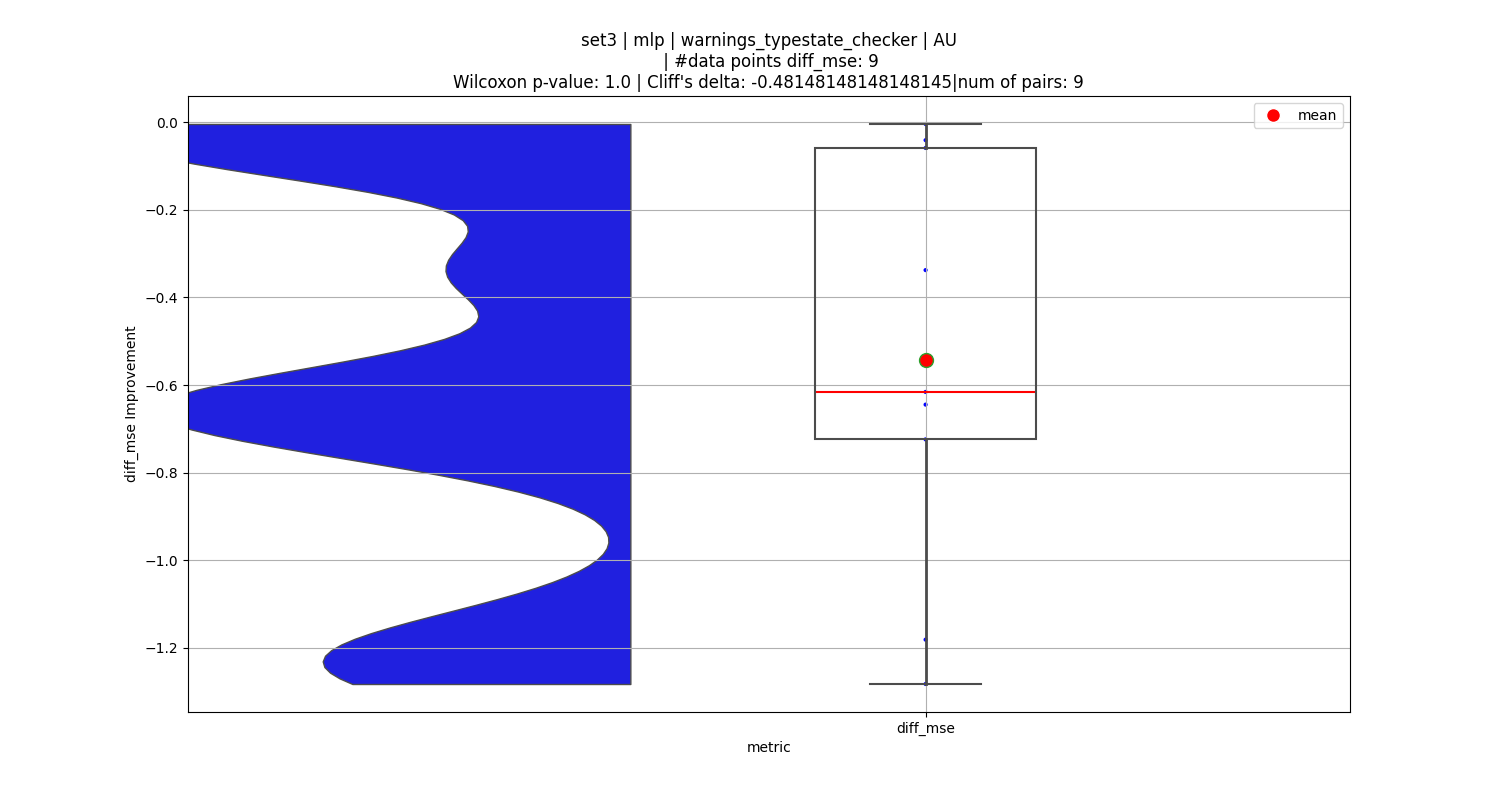 set3 | mlp | warnings_typestate_checker | AU
| #data points diff_mse: 9
Wilcoxon p-value: 1.0 | Cliff's delta: -0.48148148148148145|num of pairs: 9
mean
0.0
−0.2
−0.4
−0.6
−0.8
−1.0
−1.2
diff_mse Improvement
diff_mse
metric